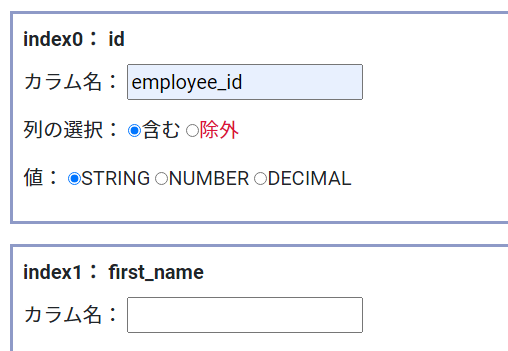 index0： id
カラム名： employee_id
列の選択： 含む 除外
値： STRING NUMBER DECIMAL
index1： first_name
カラム名：